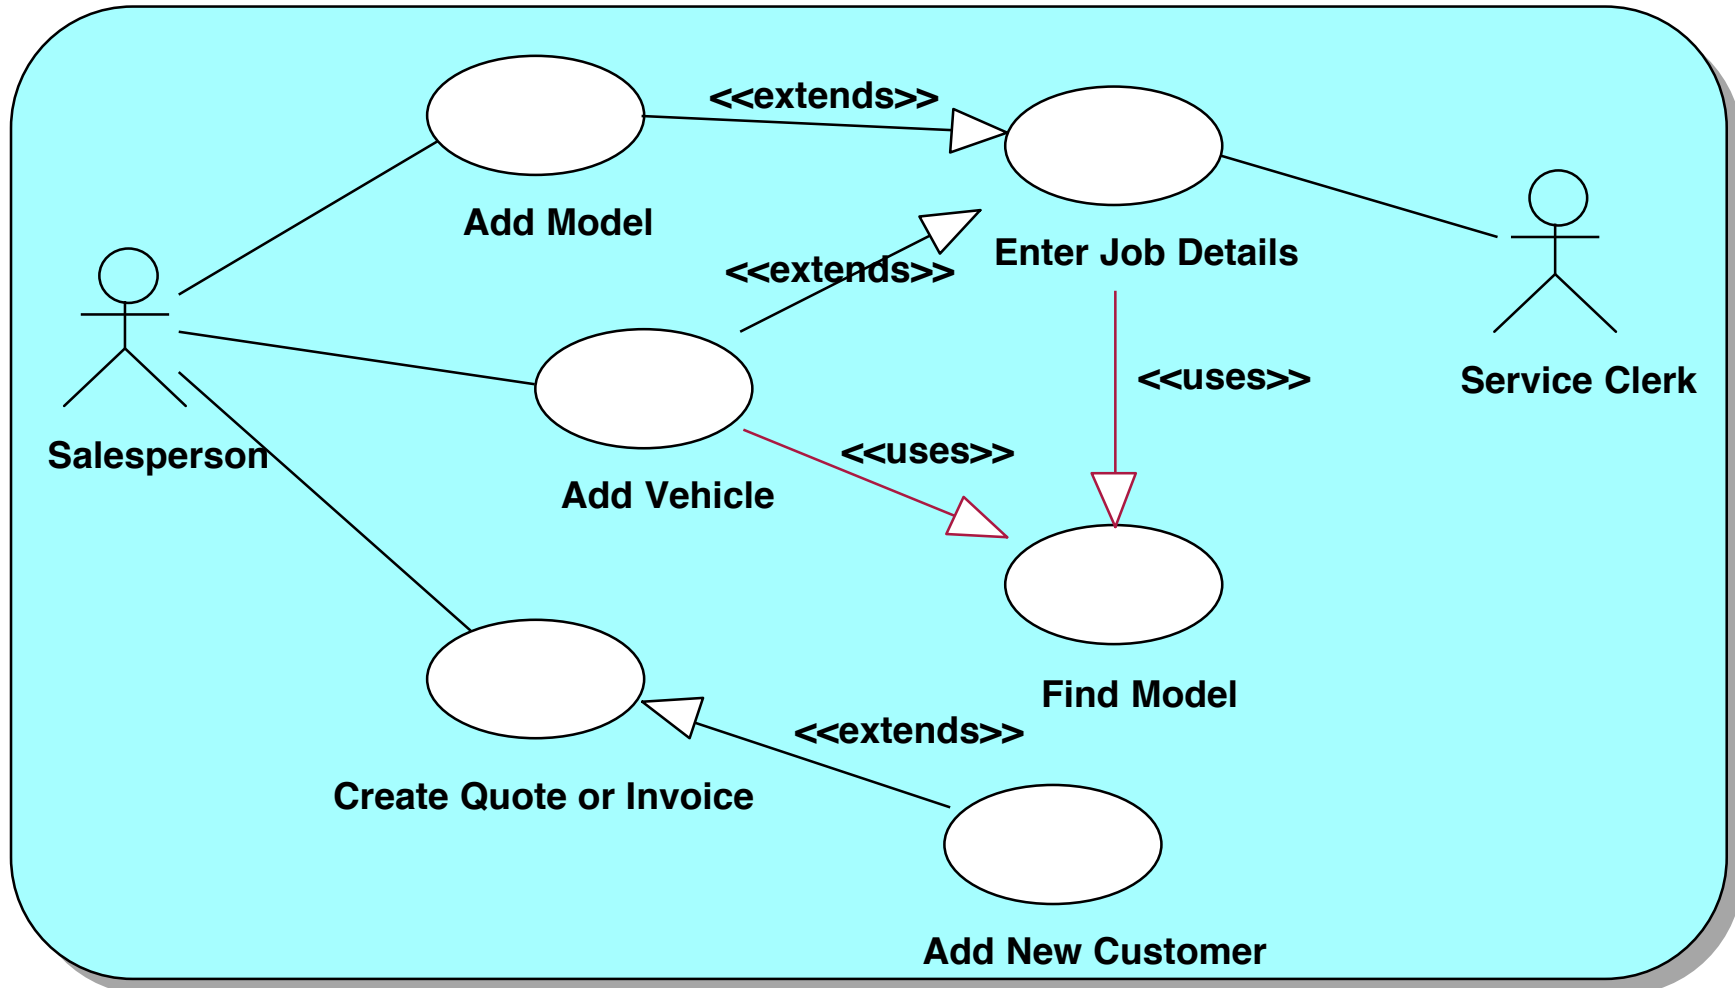 <<extends>>
Add Model
Enter Job Details
<<extends>>
Service Clerk
<<uses>>
Salesperson
<<uses>>
Add Vehicle
Find Model
<<extends>>
Create Quote or Invoice
Add New Customer